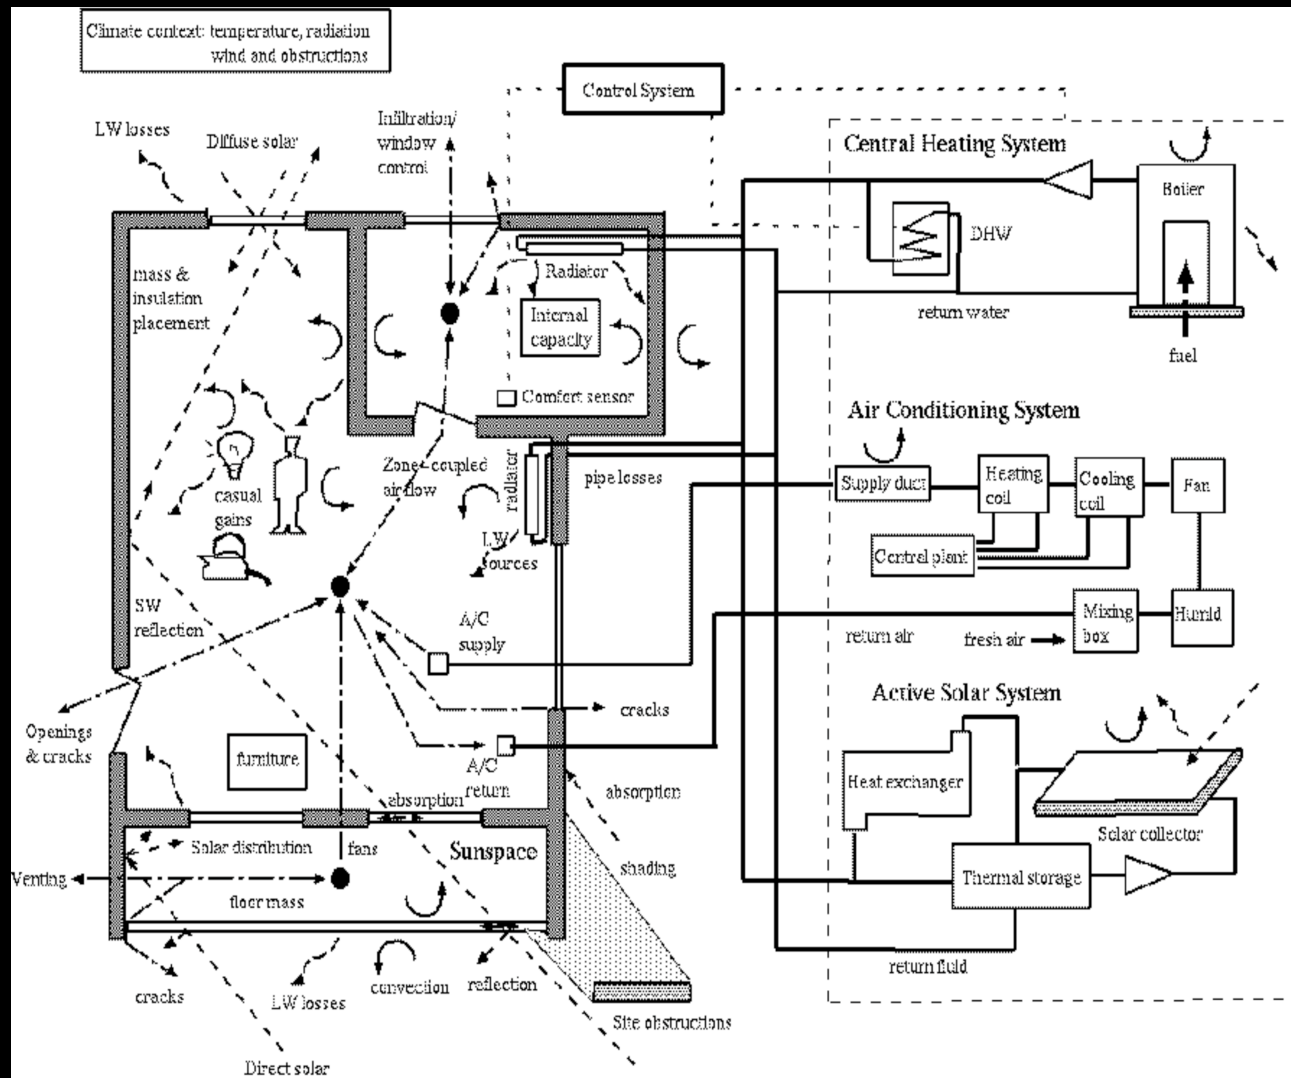 Climate context: temperature, radiation
wind and obstructions
Control System
LW losses
Diffuse solar
Infiltration/
window
control
Central Heating System
Boiler
DHW
return water
fuel
mass &
insulation
placement
Radiator
Internal
capacity
Comfort sensor
Air Conditioning System
Supply duct
Heating
coil
Cooling
coil
Fan
Central plant
Zone-coupled
air flow
radiator
pipe losses
casual
gains
LW
sources
SW
reflection
A/C
supply
return air
fresh air
Mixing
box
Humid
Active Solar System
cracks
Openings
& cracks
furniture
A/C
return
Heat exchanger
absorption
absorption
Solar collector
Solar distribution
fans
Sunspace
shading
Venting
floor mass
Thermal storage
return fluid
cracks
LW losses
convection
reflection
Site obstructions
Direct solar